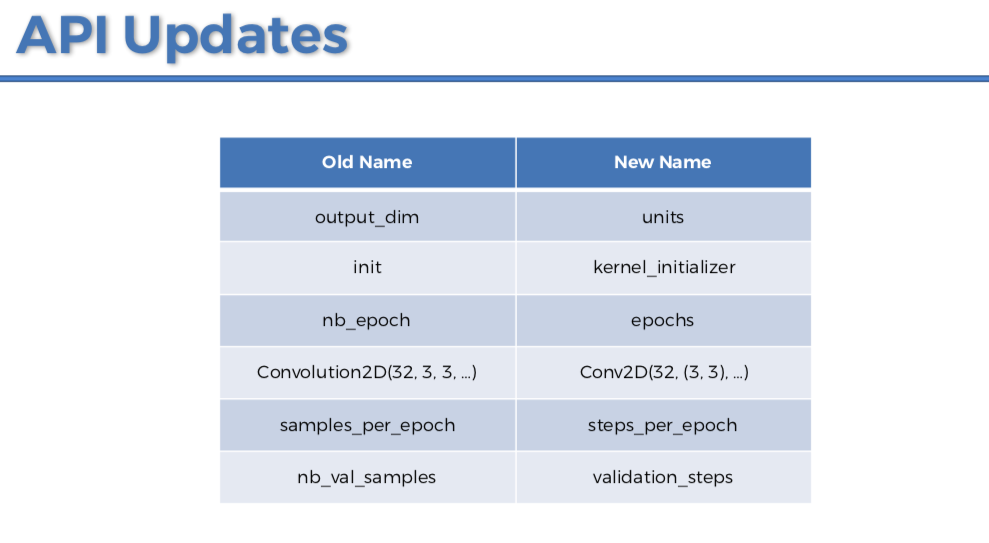 API Updates
Old Name New Name
output_dim units
init kernel_initializer
nb_epoch epochs
Convolution2D(32, 3, 3, ...) Conv2D(32, (3, 3), ...)
samples_per_epoch steps_per_epoch
nb_val_samples validation_steps